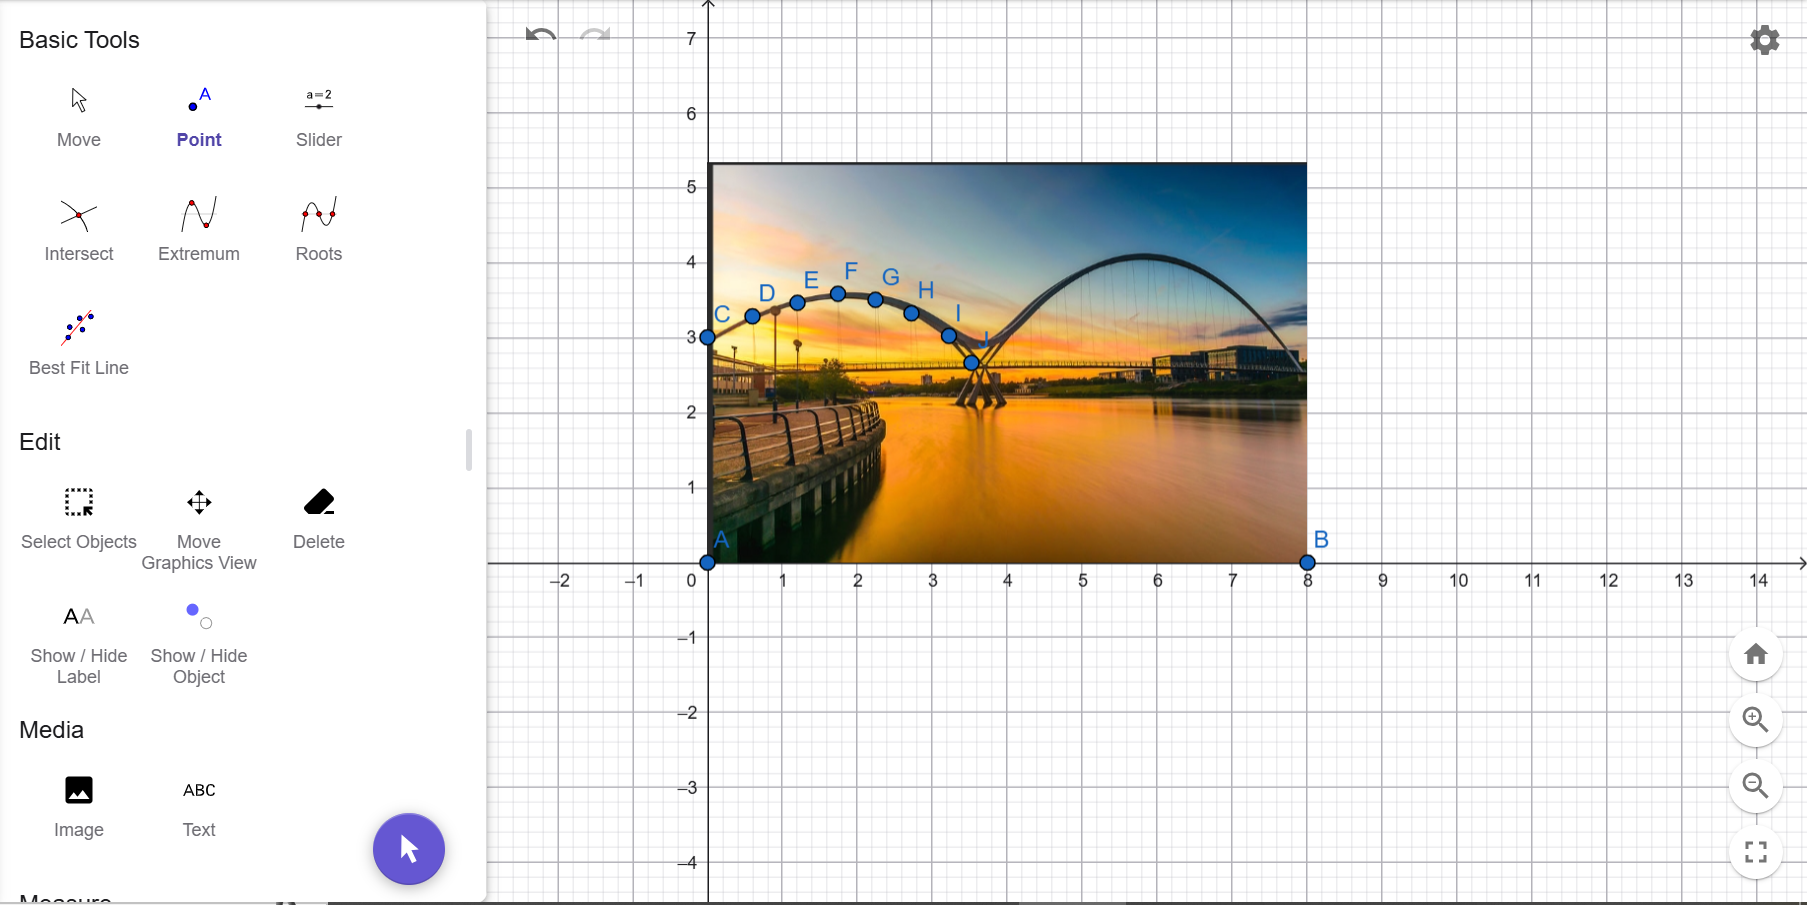 Basic Tools
A
a=2
Move
Point
Slider
Intersect
Extremum
Roots
Best Fit Line
Edit
Select Objects
Move
Graphics View
Delete
AA
Show / Hide
Label
Show / Hide
Object
Media
ABC
Image
Text
Measure
7
6
5
4
3
2
1
C
D
E
F
G
H
I
J
A
B
–2
–1
0
1
2
3
4
5
6
7
8
9
10
11
12
13
14
–1
–2
–3
–4